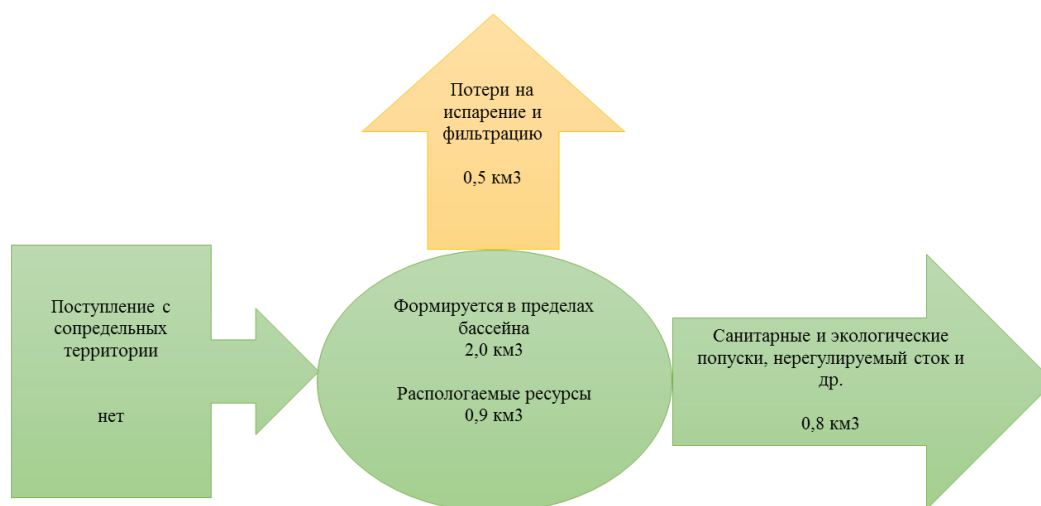 Потери на
испарение и
фильтрацию
0,5 км3
Поступление с
сопредельных
территории
нет
Формируется в пределах
бассейна
2,0 км3
Распологаемые ресурсы
0,9 км3
Санитарные и экологические
попуски, нерегулируемый сток и
др.
0,8 км3